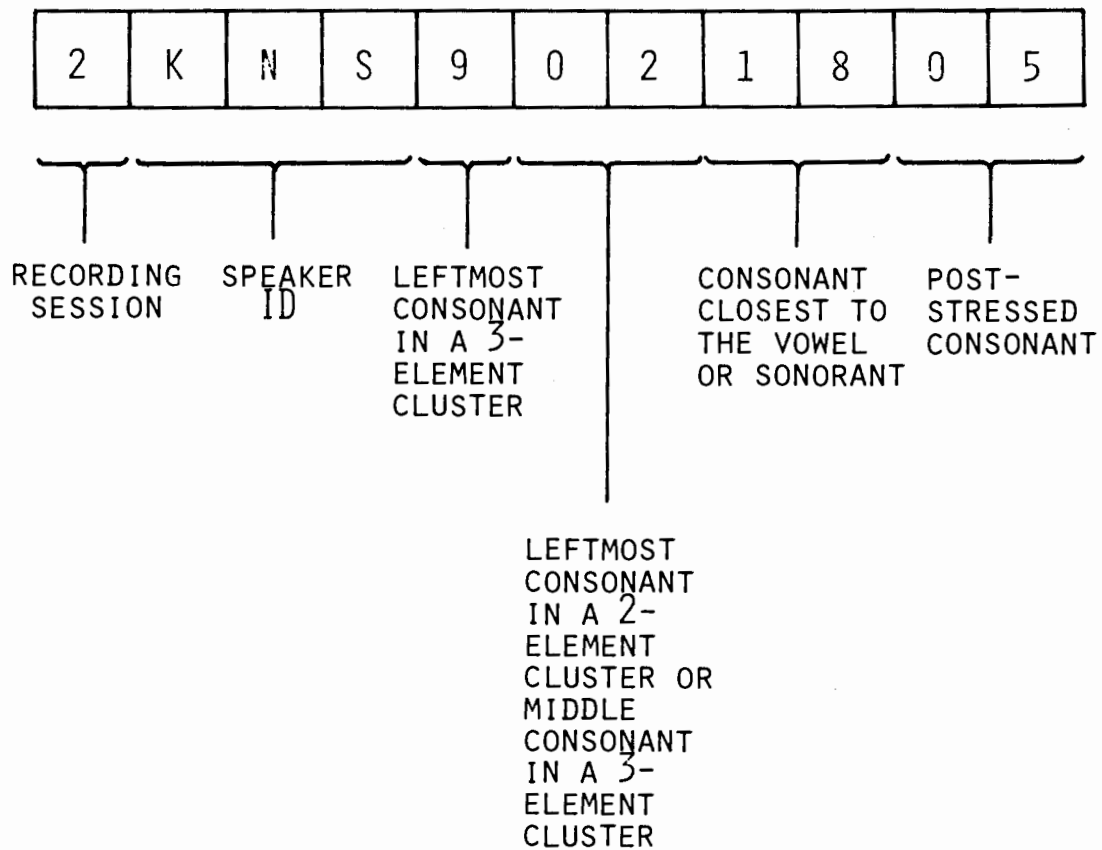 2 K N S 9 0 2 1 8 0 5
RECORDING
SESSION
SPEAKER
ID
LEFTMOST
CONSONANT
IN A 3-
ELEMENT
CLUSTER
CONSONANT
CLOSEST TO
THE VOWEL
OR SONORANT
POST-
STRESSED
CONSONANT
LEFTMOST
CONSONANT
IN A 2-
ELEMENT
CLUSTER OR
MIDDLE
CONSONANT
IN A 3-
ELEMENT
CLUSTER